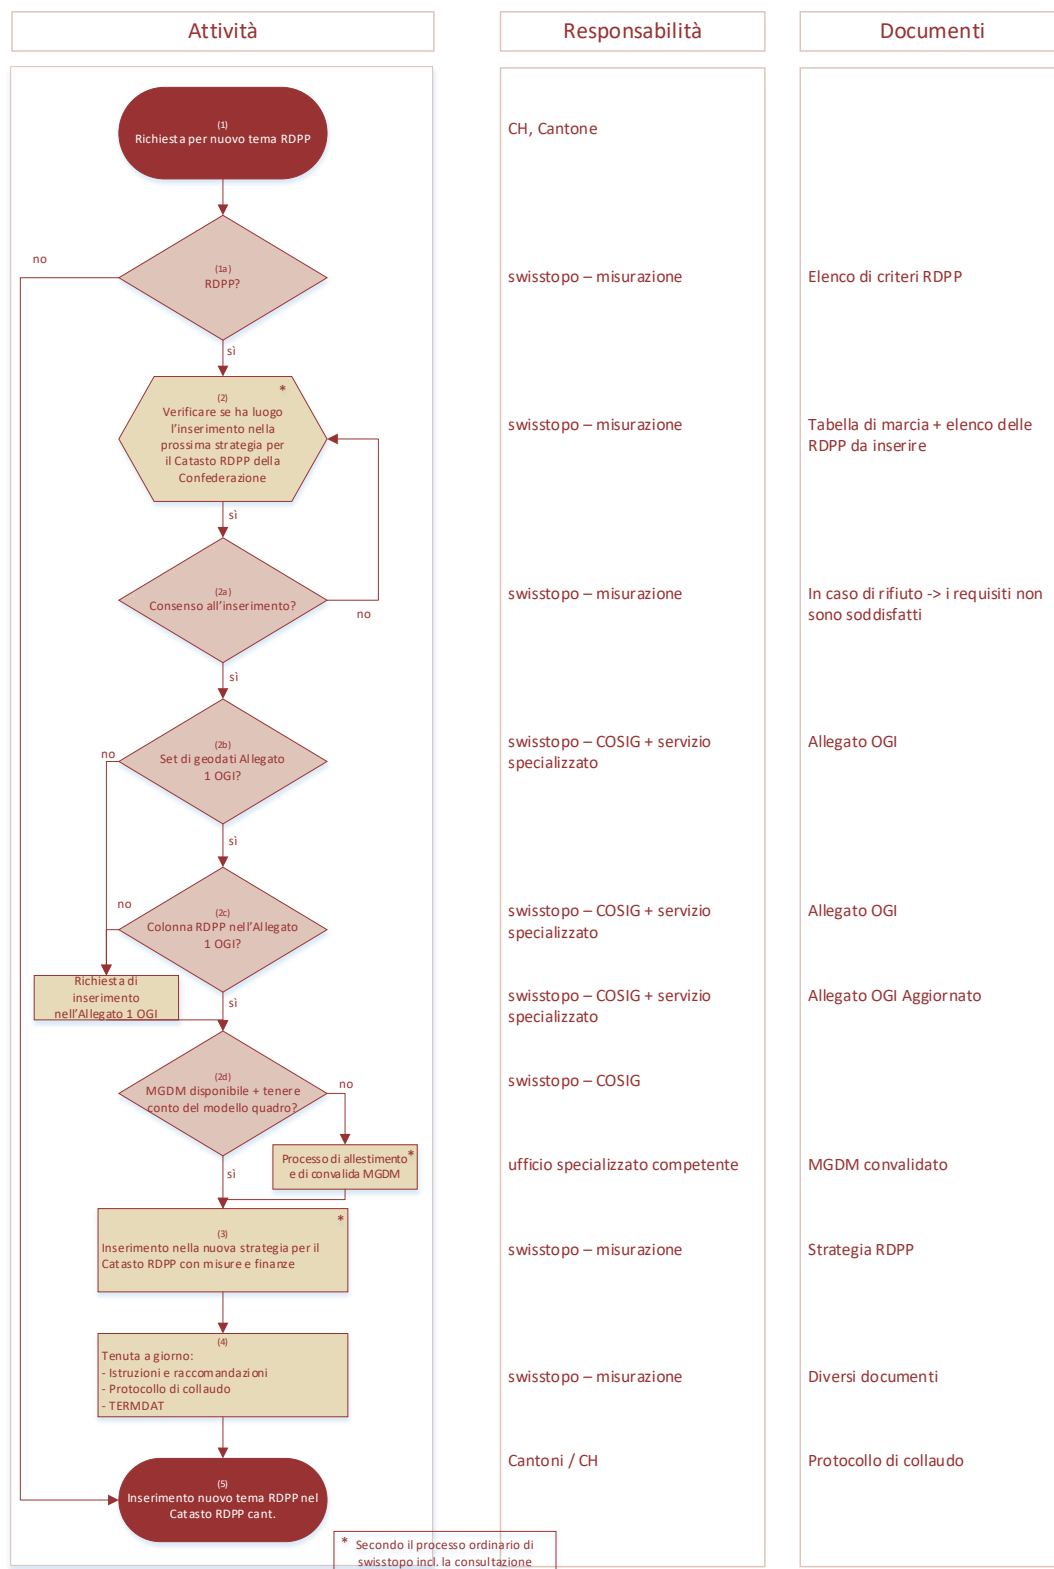 Attività
Responsabilità
Documenti
(1)
Richiesta per nuovo tema RDPP
CH, Cantone
no
(1a)
RDPP?
swisstopo – misurazione
Elenco di criteri RDPP
sì
(2)
*
Verificare se ha luogo
l'inserimento nella
prossima strategia per
il Catasto RDPP della
Confederazione
swisstopo – misurazione
Tabella di marcia + elenco delle
RDPP da inserire
sì
(2a)
Consenso all'inserimento?
no
swisstopo – misurazione
In caso di rifiuto -> i requisiti non
sono soddisfatti
sì
no
(2b)
Set di geodati Allegato
1 OGI?
swisstopo – COSIG + servizio
specializzato
Allegato OGI
sì
no
(2c)
Colonna RDPP nell'Allegato
1 OGI?
swisstopo – COSIG + servizio
specializzato
Allegato OGI
Richiesta di
inserimento
nell'Allegato 1 OGI
sì
swisstopo – COSIG + servizio
specializzato
Allegato OGI Aggiornato
(2d)
MGDM disponibile + tenere
conto del modello quadro?
no
swisstopo – COSIG
Processo di allestimento
e di convalida MGDM
*
sì
ufficio specializzato competente
MGDM convalidato
*
(3)
Inserimento nella nuova strategia per il
Catasto RDPP con misure e finanze
swisstopo – misurazione
Strategia RDPP
(4)
Tenuta a giorno:
- Istruzioni e raccomandazioni
- Protocollo di collaudo
- TERMDAT
swisstopo – misurazione
Diversi documenti
Cantoni / CH
Protocollo di collaudo
(5)
Inserimento nuovo tema RDPP nel
Catasto RDPP cant.
* Secondo il processo ordinario di
swisstopo incl. la consultazione